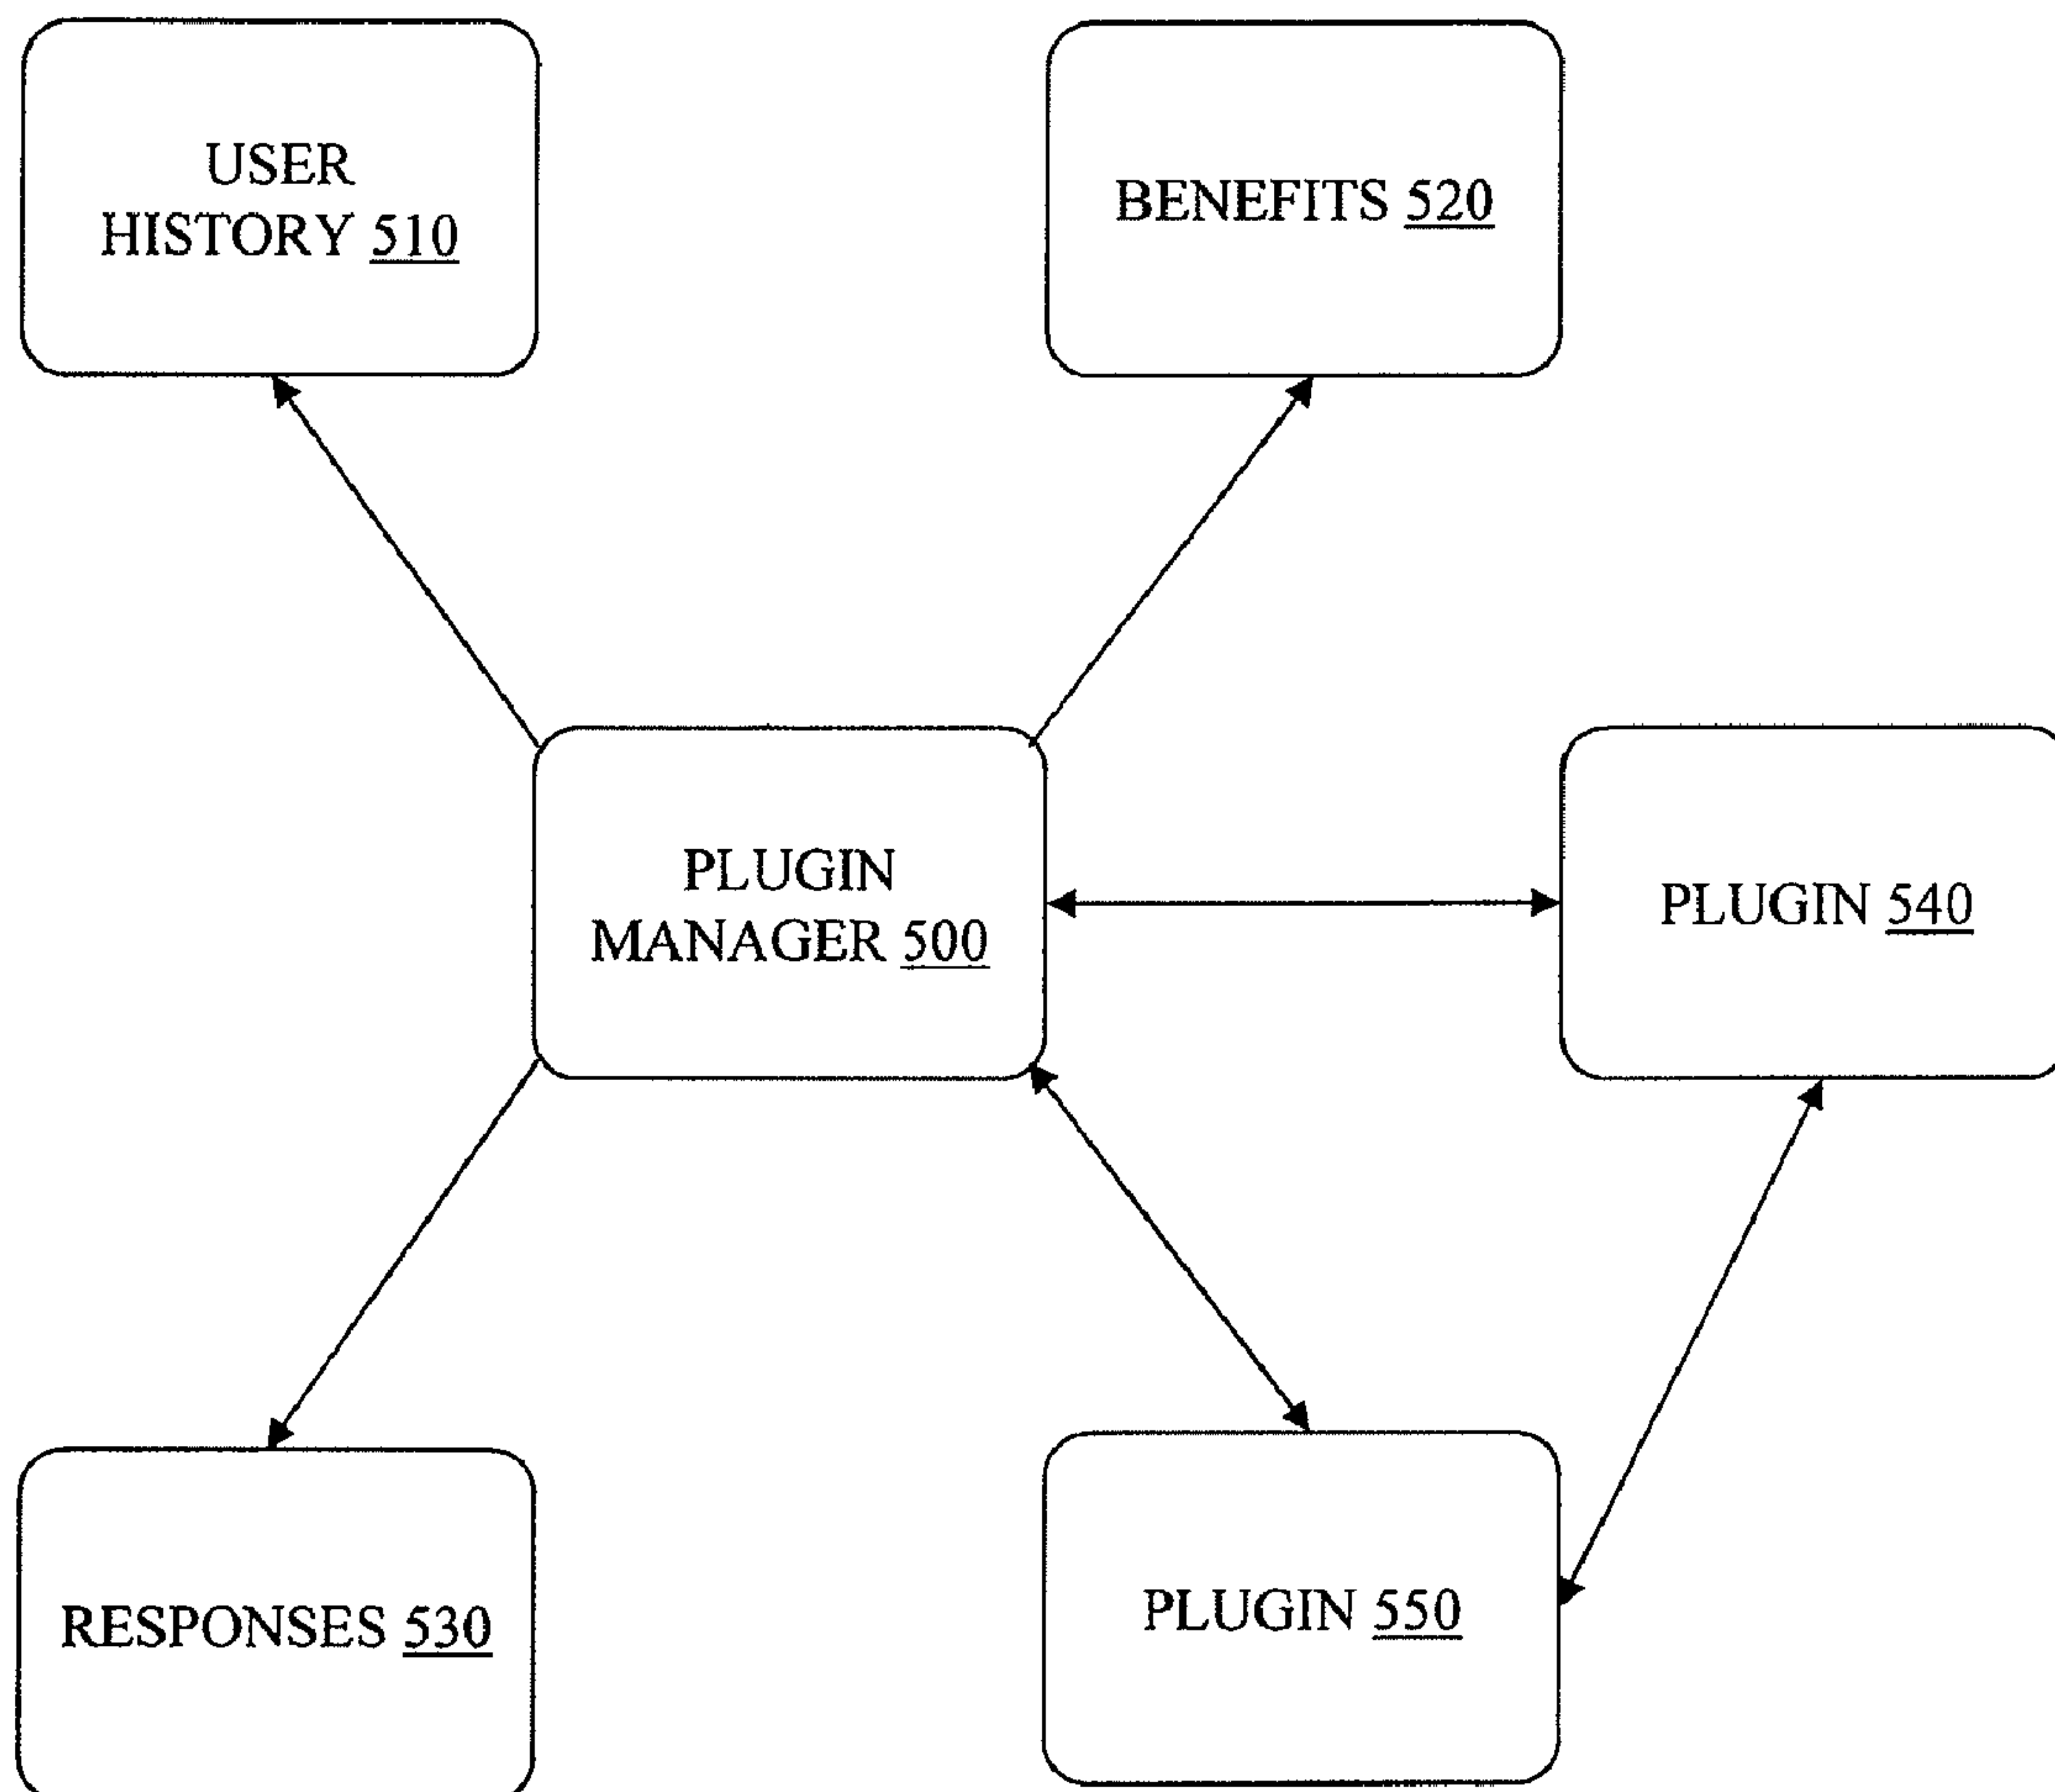 USER
HISTORY 510
BENEFITS 520
PLUGIN
MANAGER 500
PLUGIN 540
RESPONSES 530
PLUGIN 550